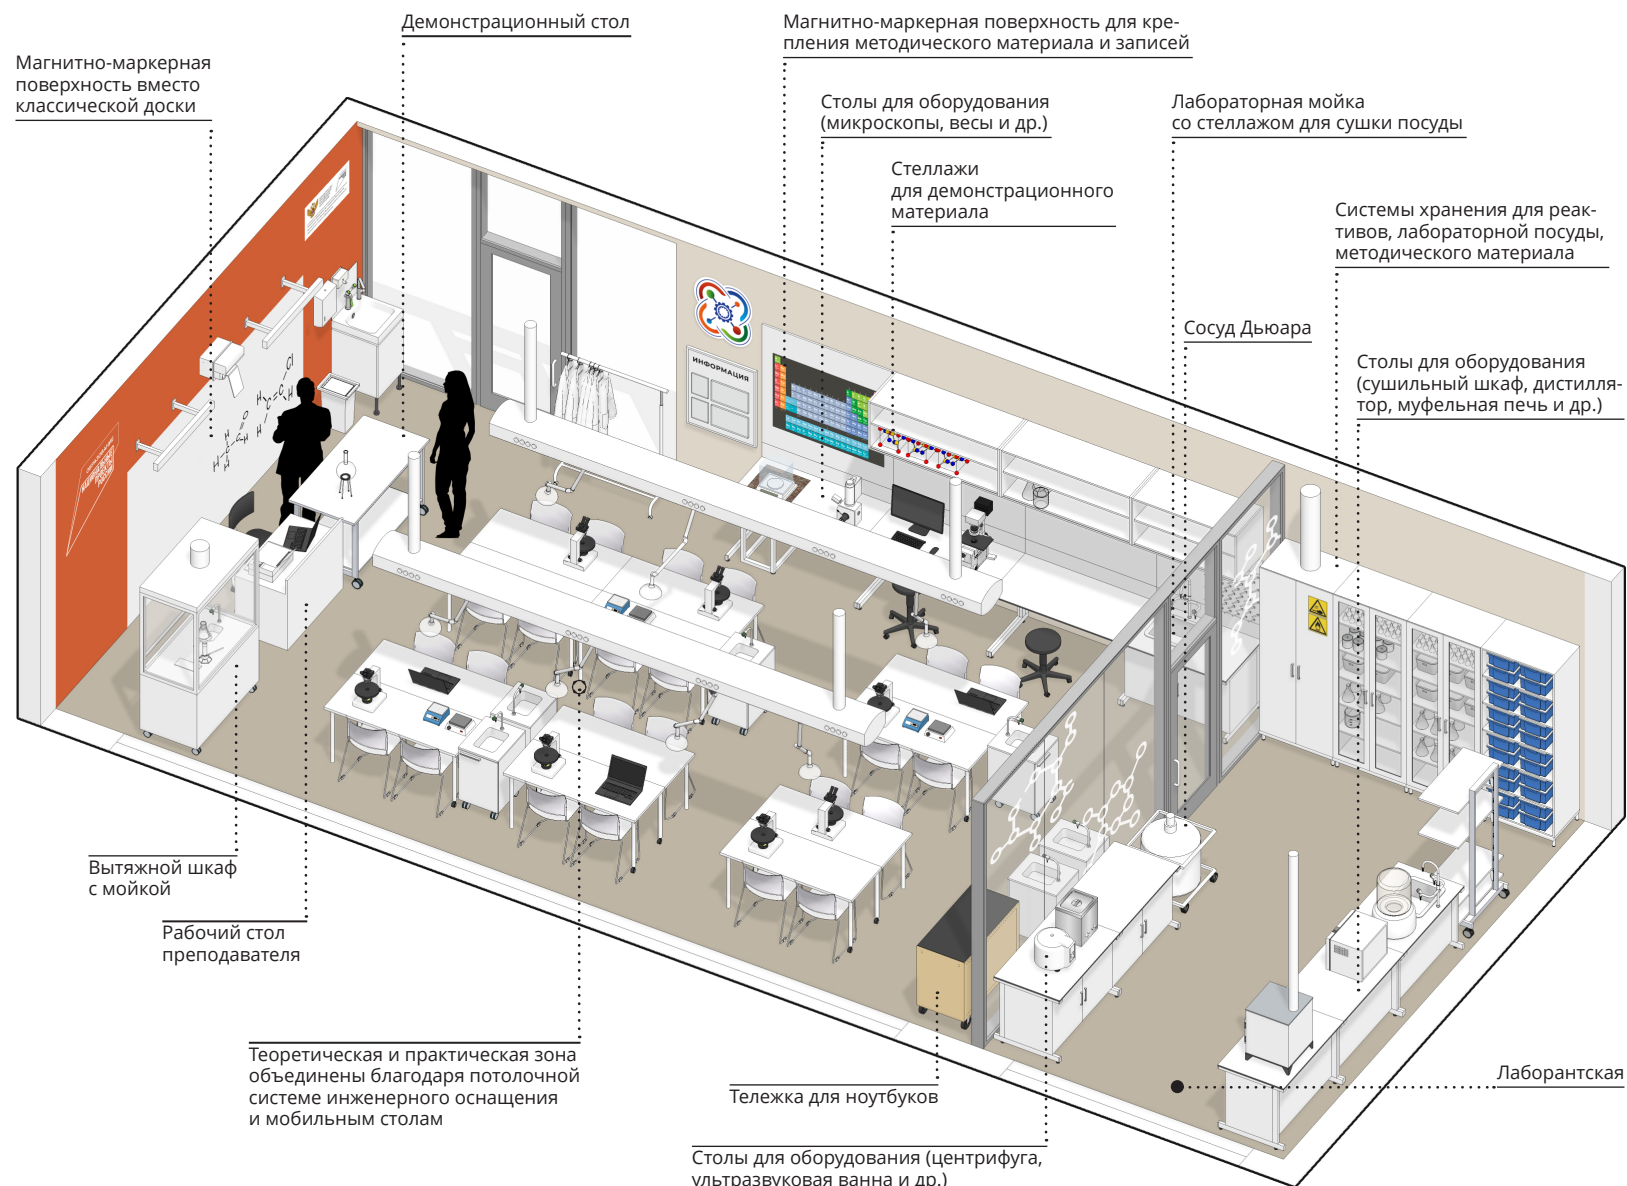 Демонстрационный стол
Магнитно-маркерная поверхность для кре-
пления методического материала и записей
Магнитно-маркерная
поверхность вместо
классической доски
Столы для оборудования
(микроскопы, весы и др.)
Лабораторная мойка
со стеллажом для сушки посуды
Стеллажи
для демонстрационного
материала
Системы хранения для реак-
тивов, лабораторной посуды,
методического материала
Сосуд Дьюара
Столы для оборудования
(сушильный шкаф, дистилля-
тор, муфельная печь и др.)
ИНФОРМАЦИЯ
Вытяжной шкаф
с мойкой
Рабочий стол
преподавателя
Теоретическая и практическая зона
объединены благодаря потолочной
системе инженерного оснащения
и мобильным столам
Тележка для ноутбуков
Лаборантская
Столы для оборудования (центрифуга,
ультразвуковая ванна и др.)